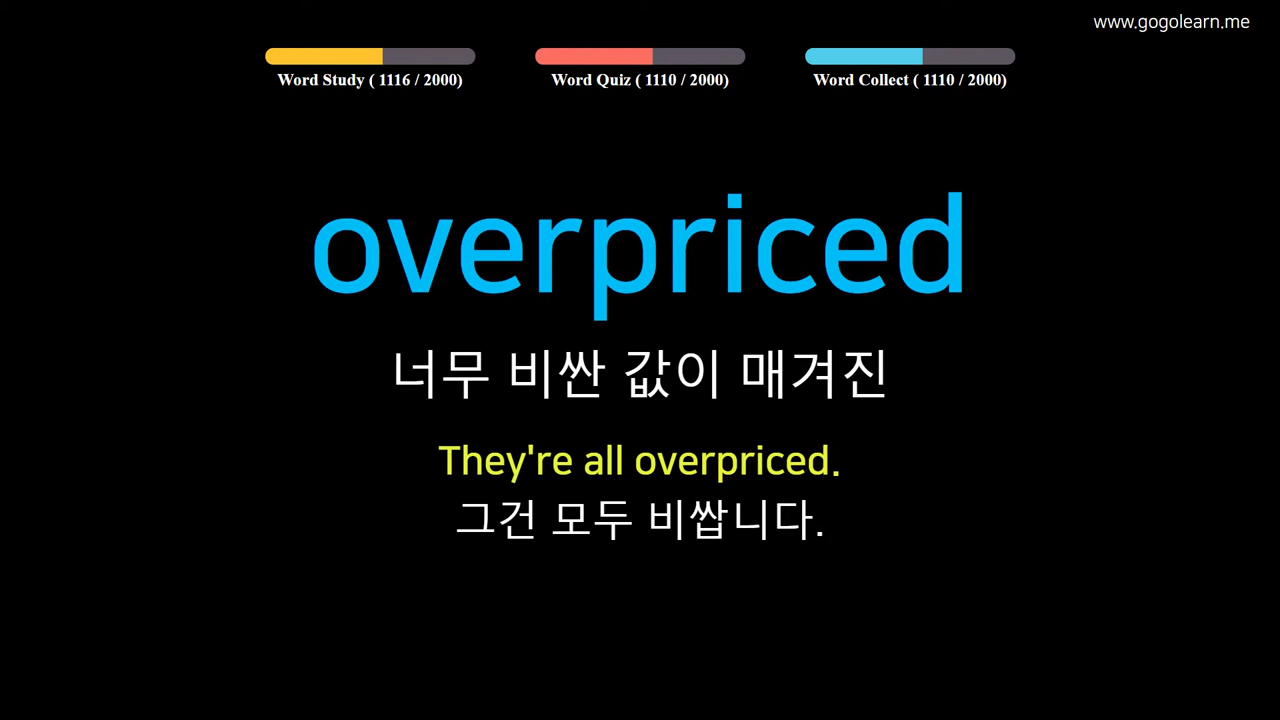 www.gogolearn.me
Word Study ( 1116 / 2000)
Word Quiz ( 1110 / 2000)
Word Collect ( 1110 / 2000)
overpriced
너무 비싼 값이 매겨진
They're all overpriced.
그건 모두 비쌉니다.